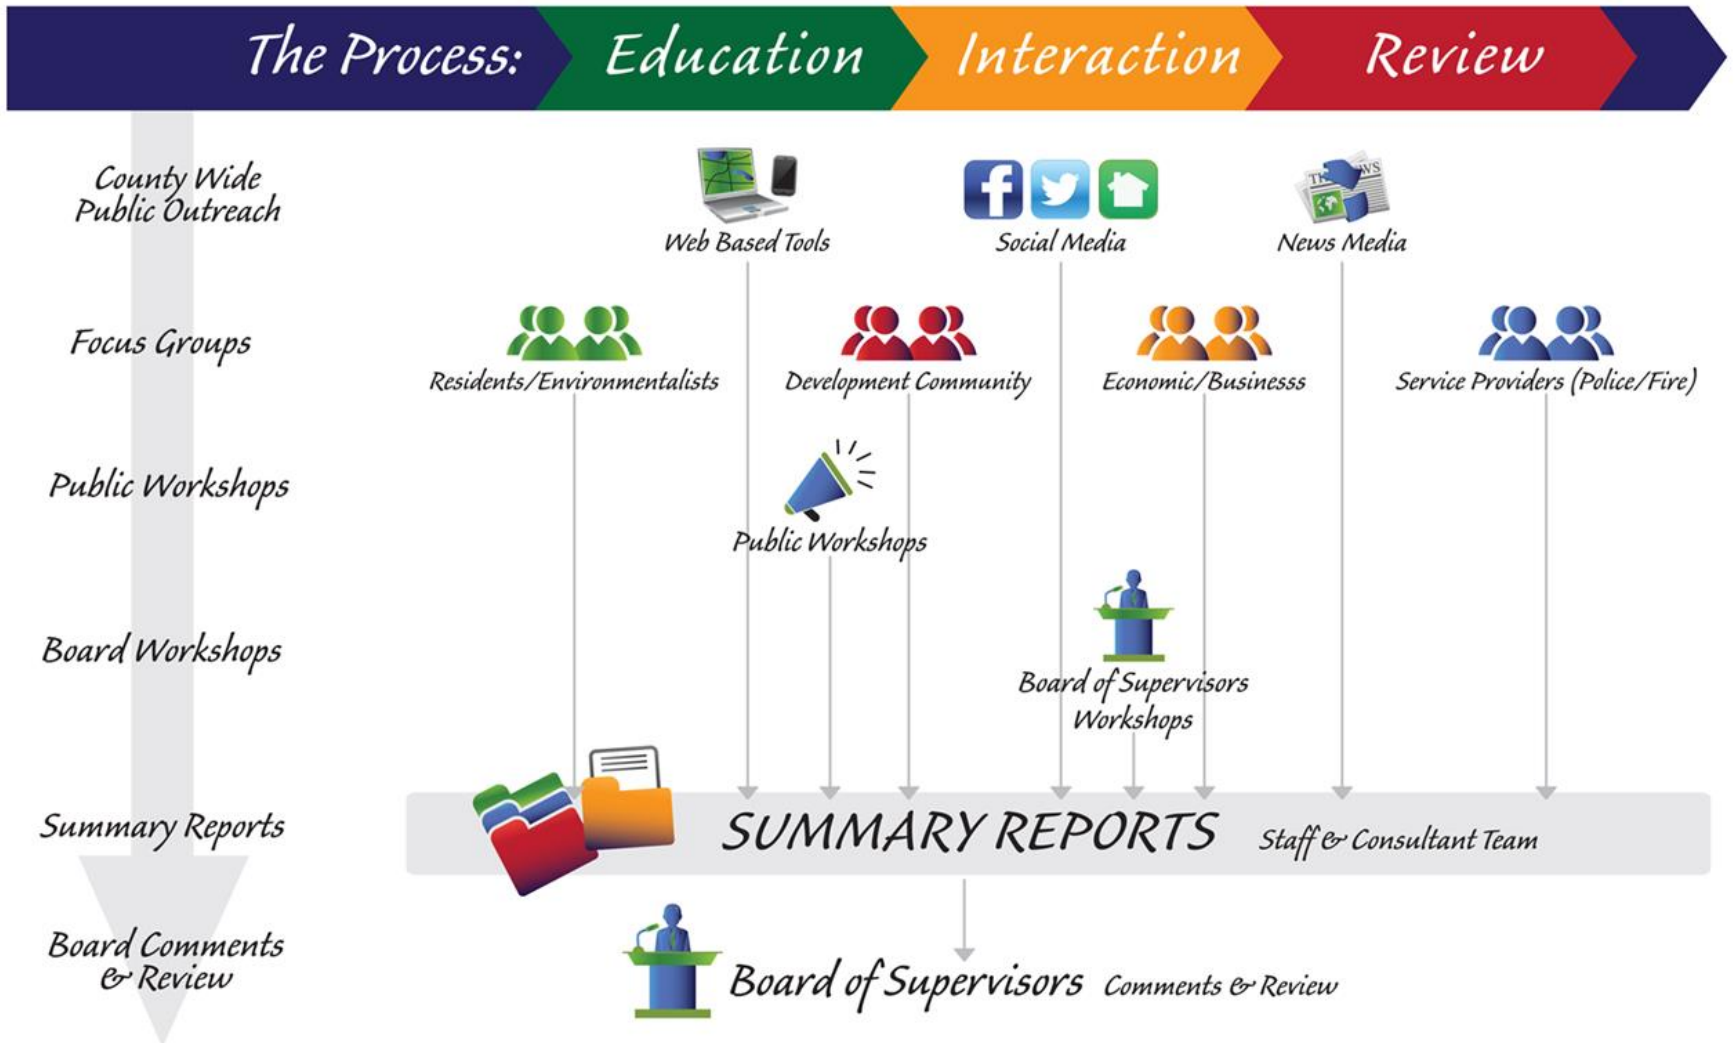 The Process: Education Interaction Review
County Wide
Public Outreach
Web Based Tools
Social Media
News Media
Focus Groups
Residents/Environmentalists
Development Community
Economic/Businesss
Service Providers (Police/Fire)
Public Workshops
Public Workshops
Board Workshops
Board of Supervisors
Workshops
Summary Reports
SUMMARY REPORTS Staff & Consultant Team
Board Comments
& Review
Board of Supervisors Comments & Review